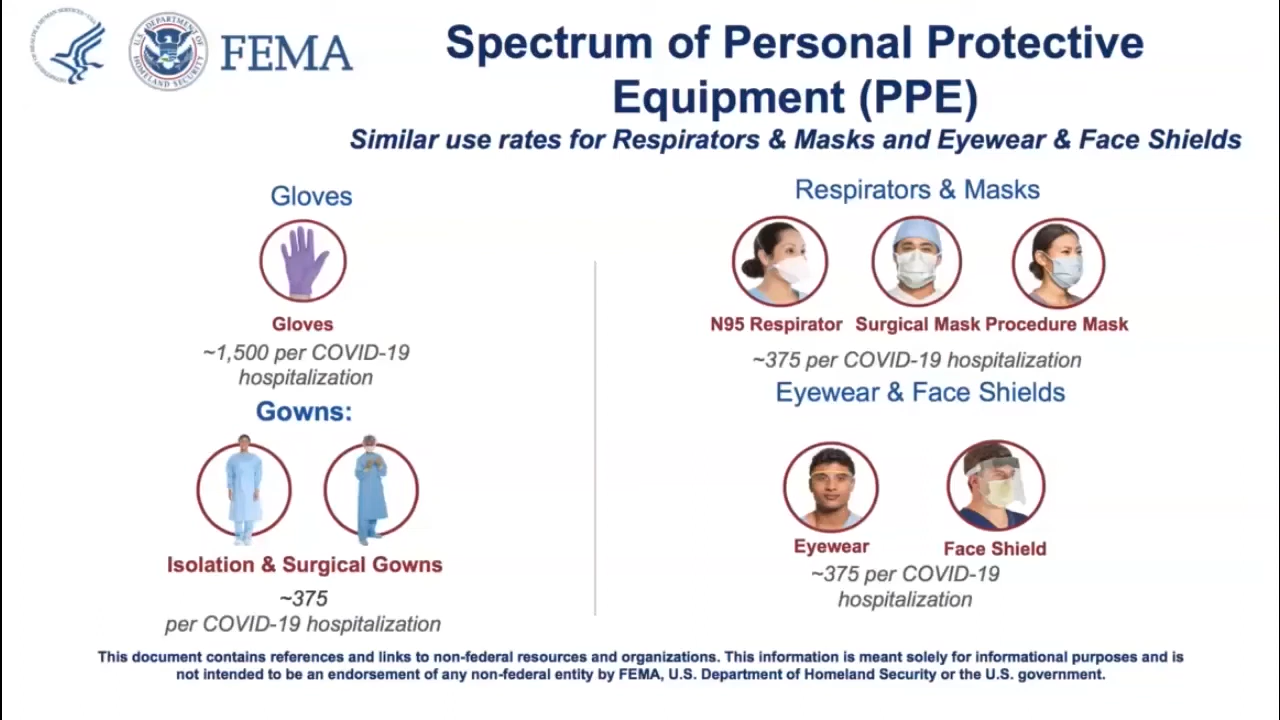 FEMA
U.S. DEPARTMENT OF
HOMELAND SECURITY
Spectrum of Personal Protective
Equipment (PPE)
Similar use rates for Respirators & Masks and Eyewear & Face Shields
Gloves
Gloves
~1,500 per COVID-19
hospitalization
Gowns:
Isolation & Surgical Gowns
~375
per COVID-19 hospitalization
Respirators & Masks
N95 Respirator Surgical Mask Procedure Mask
~375 per COVID-19 hospitalization
Eyewear & Face Shields
Eyewear Face Shield
~375 per COVID-19
hospitalization
This document contains references and links to non-federal resources and organizations. This information is meant solely for informational purposes and is
not intended to be an endorsement of any non-federal entity by FEMA, U.S. Department of Homeland Security or the U.S. government.